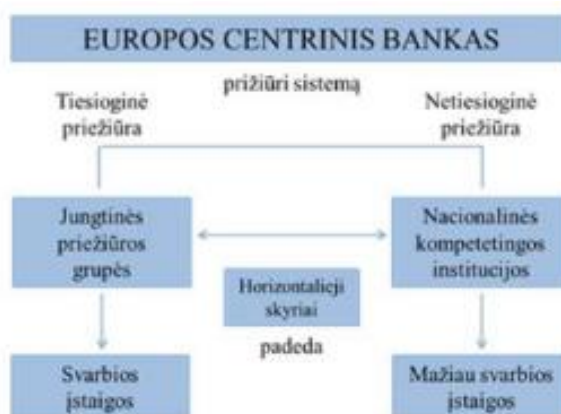 EUROPOS CENTRINIS BANKAS
prižiūri sistemą
Tiesioginė
priežiūra
Netiesioginė
priežiūra
Jungtinės
priežiūros
grupės
Nacionalinės
kompetetingos
institucijos
Horizontalieji
skyriai
padeda
Svarbios
įstaigos
Mažiau svarbios
įstaigos